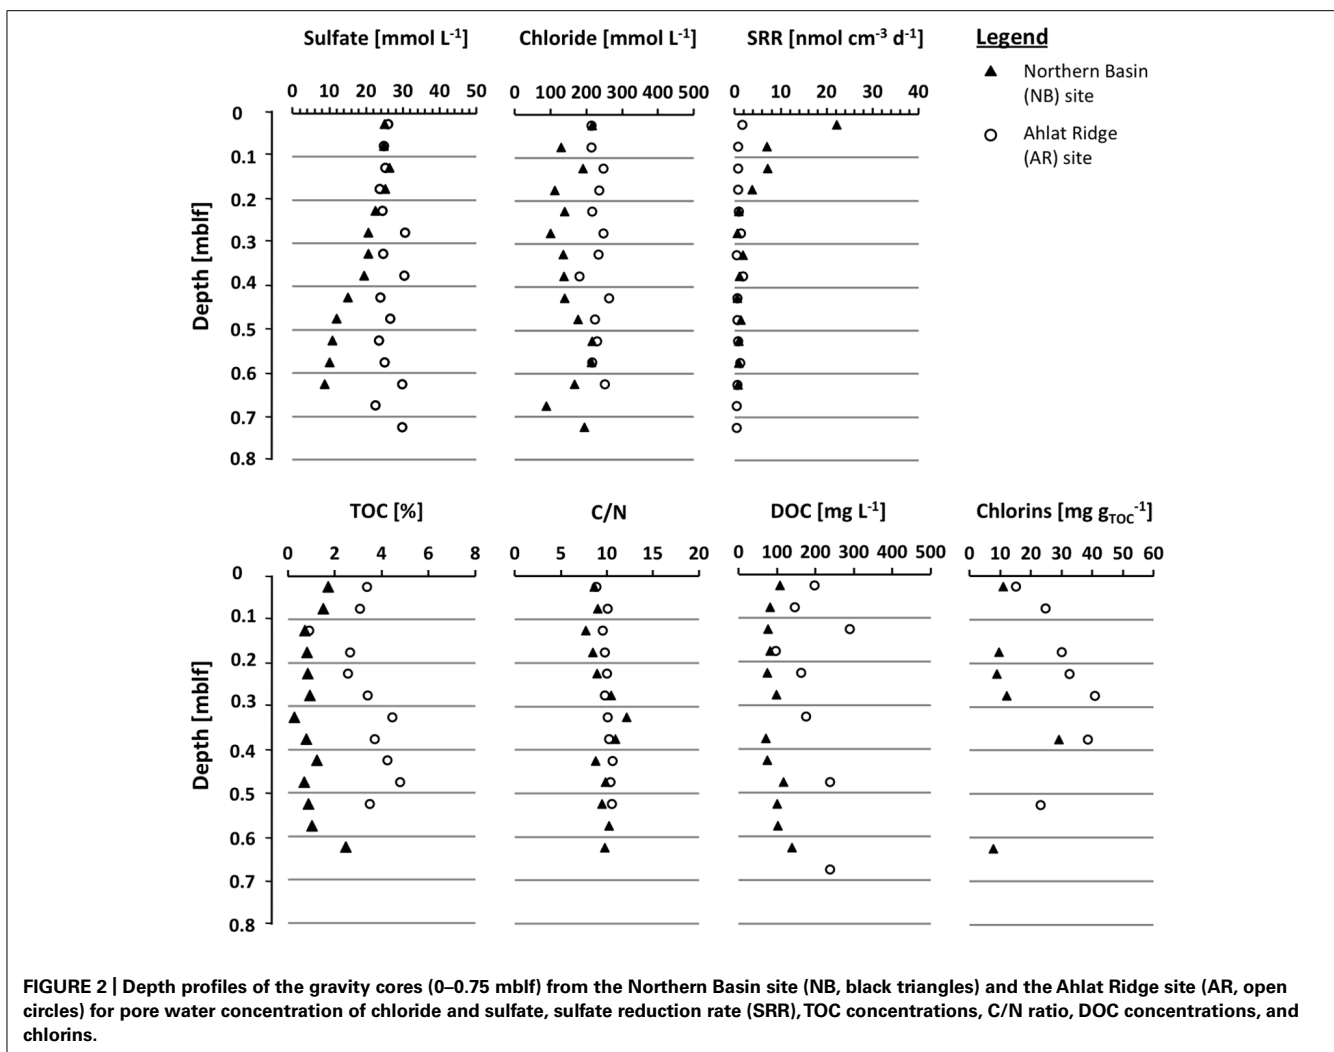 Sulfate [mmol L⁻¹] Chloride [mmol L⁻¹] SRR [nmol cm⁻³ d⁻¹] Legend
Northern Basin
(NB) site
Ahlat Ridge
(AR) site
0 10 20 30 40 50 0 100 200 300 400 500 0 10 20 30 40
0
0.1
0.2
0.3
0.4
0.5
0.6
0.7
0.8
Depth [mblf]
TOC [%] C/N DOC [mg L⁻¹] Chlorins [mg gTOC⁻¹]
0 2 4 6 8 0 5 10 15 20 0 100 200 300 400 500 0 10 20 30 40 50 60
0
0.1
0.2
0.3
0.4
0.5
0.6
0.7
0.8
Depth [mblf]
FIGURE 2 | Depth profiles of the gravity cores (0–0.75 mblf) from the Northern Basin site (NB, black triangles) and the Ahlat Ridge site (AR, open
circles) for pore water concentration of chloride and sulfate, sulfate reduction rate (SRR), TOC concentrations, C/N ratio, DOC concentrations, and
chlorins.